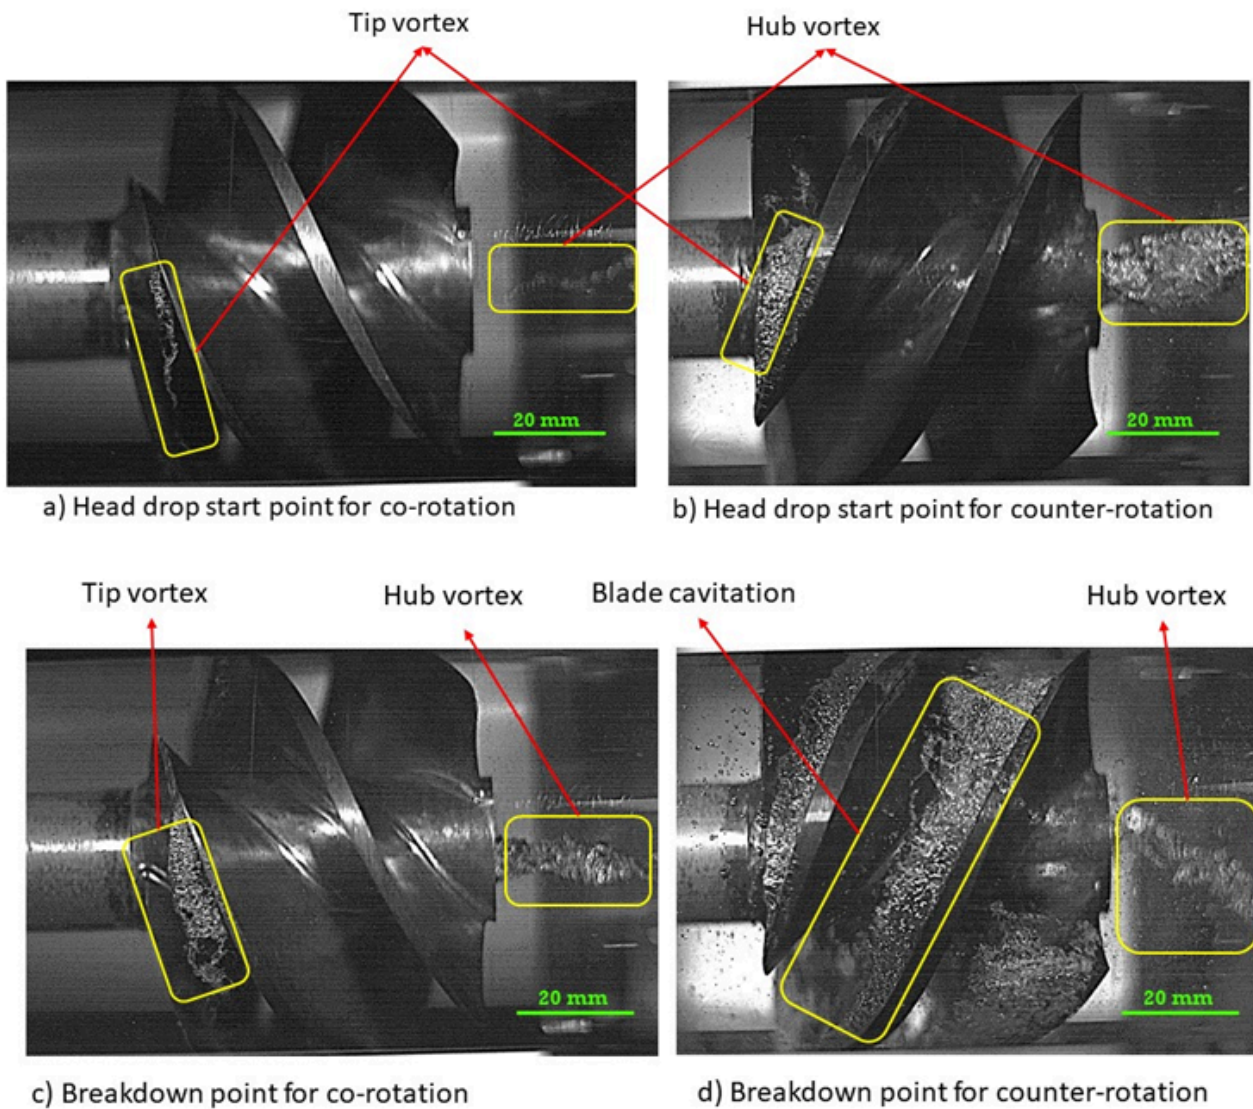 Tip vortex
Hub vortex
20 mm
20 mm
a) Head drop start point for co-rotation
b) Head drop start point for counter-rotation
Tip vortex
Hub vortex
Blade cavitation
Hub vortex
20 mm
20 mm
c) Breakdown point for co-rotation
d) Breakdown point for counter-rotation